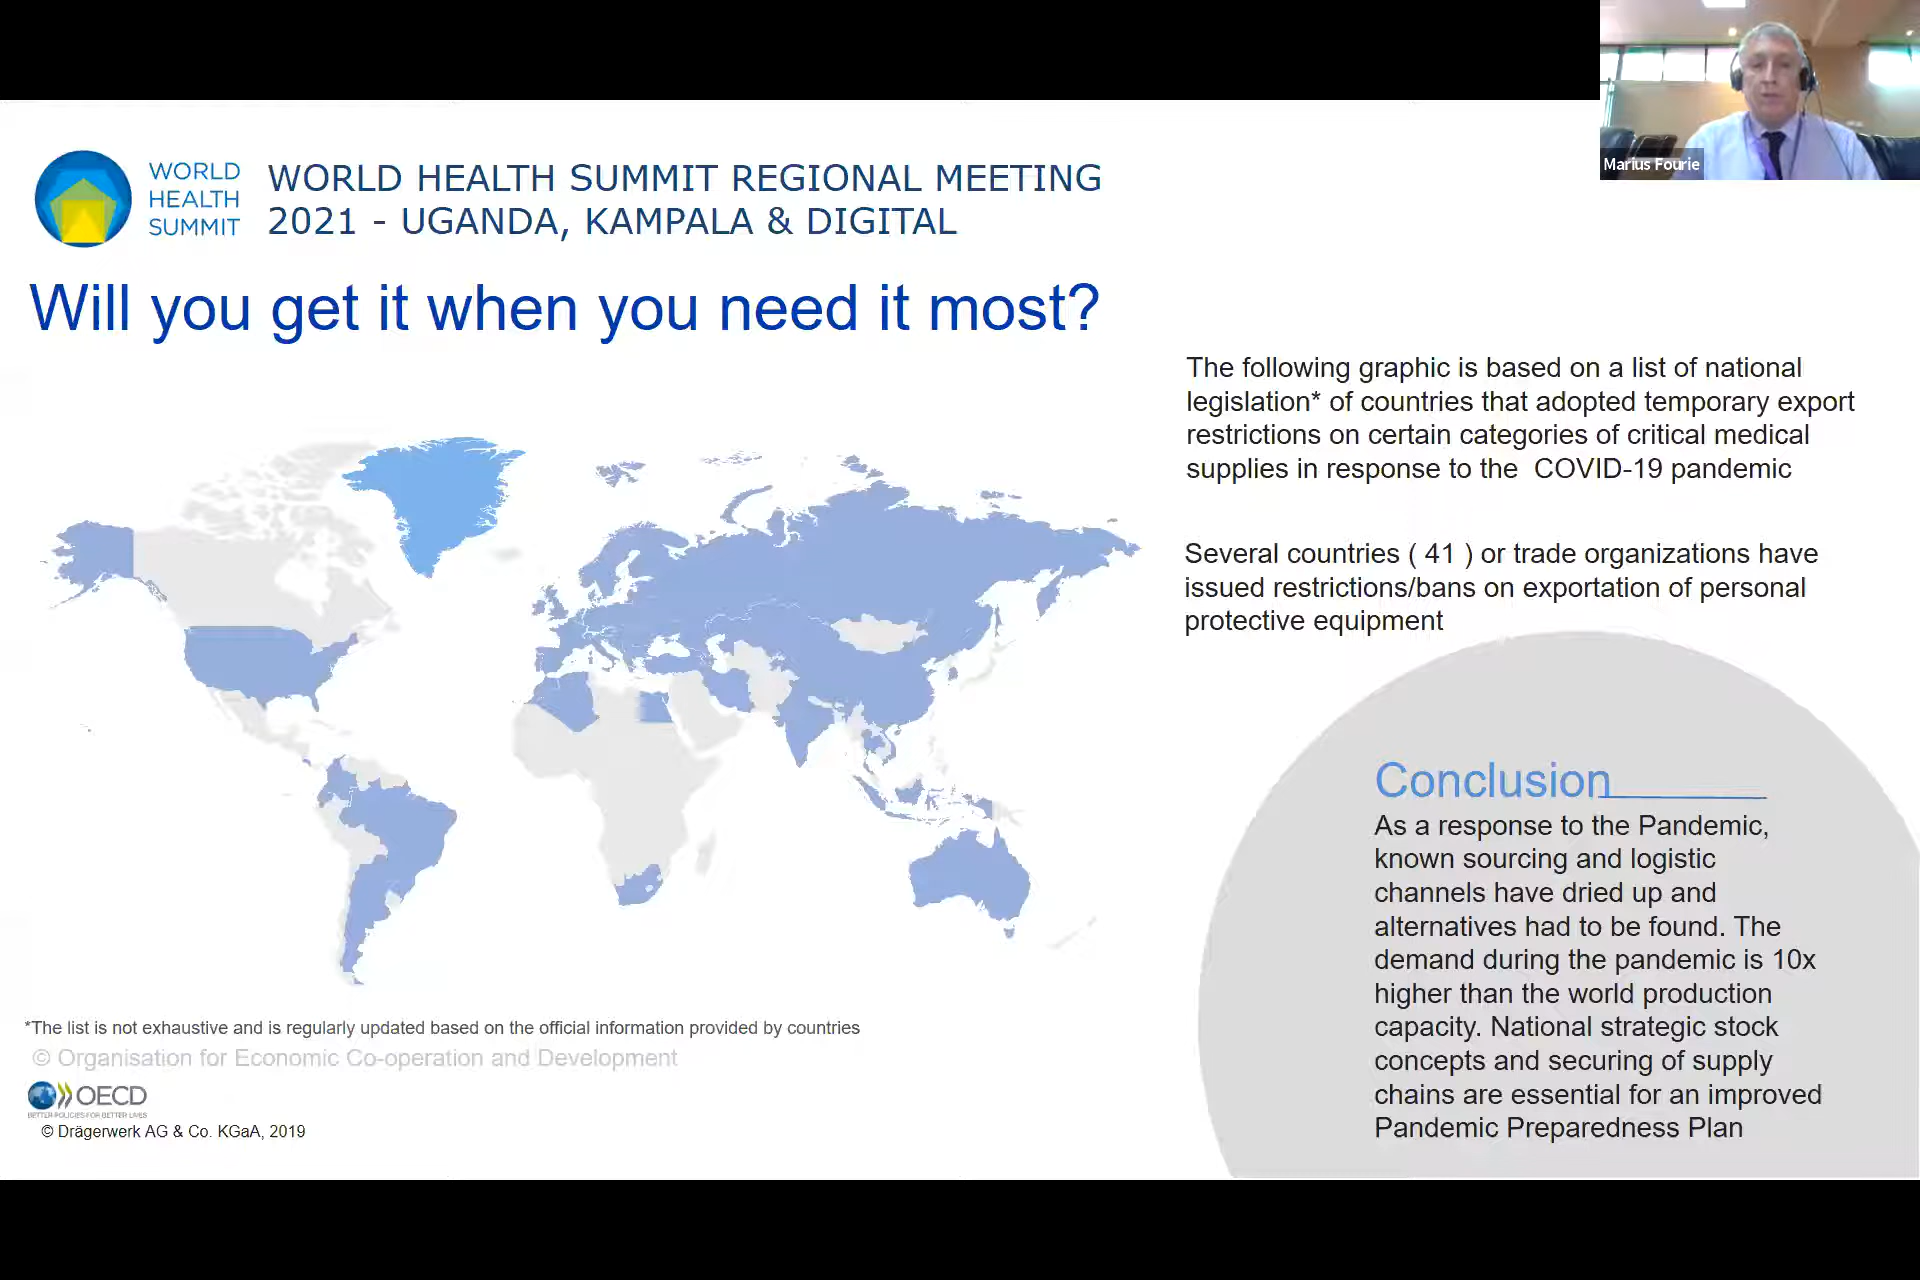 Marius Fourie
WORLD
HEALTH
SUMMIT
WORLD HEALTH SUMMIT REGIONAL MEETING
2021 - UGANDA, KAMPALA & DIGITAL
Will you get it when you need it most?
The following graphic is based on a list of national
legislation* of countries that adopted temporary export
restrictions on certain categories of critical medical
supplies in response to the COVID-19 pandemic
Several countries ( 41 ) or trade organizations have
issued restrictions/bans on exportation of personal
protective equipment
Conclusion
As a response to the Pandemic,
known sourcing and logistic
channels have dried up and
alternatives had to be found. The
demand during the pandemic is 10x
higher than the world production
capacity. National strategic stock
concepts and securing of supply
chains are essential for an improved
Pandemic Preparedness Plan
*The list is not exhaustive and is regularly updated based on the official information provided by countries
© Organisation for Economic Co-operation and Development
OECD
BETTER POLICIES FOR BETTER LIVES
© Drägerwerk AG & Co. KGaA, 2019